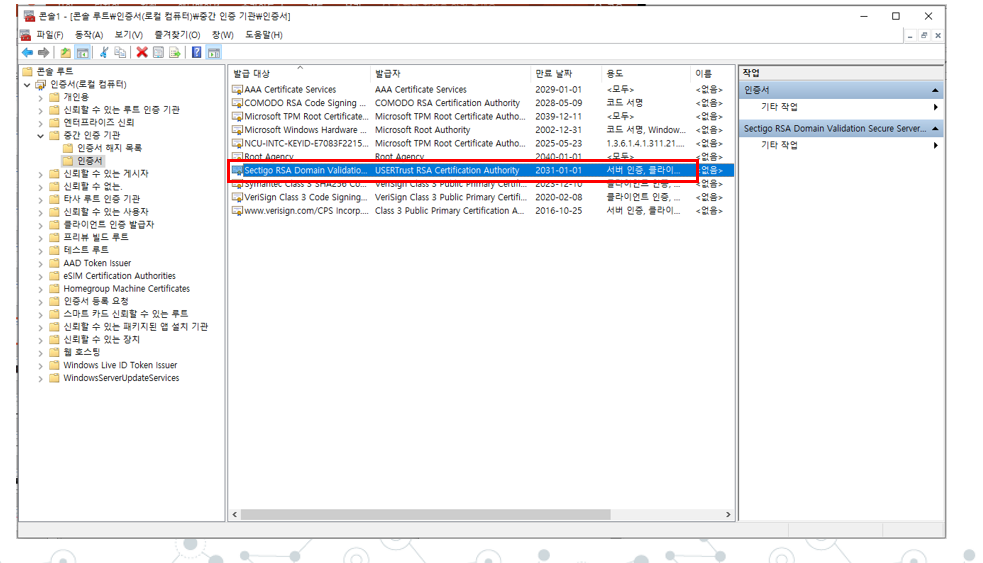 콘솔1 - [콘솔 루트₩인증서(로컬 컴퓨터)₩중간 인증 기관₩인증서]
파일(F) 동작(A) 보기(V) 즐겨찾기(O) 창(W) 도움말(H)
콘솔 루트
인증서(로컬 컴퓨터)
개인용
신뢰할 수 있는 루트 인증 기관
엔터프라이즈 신뢰
중간 인증 기관
인증서 해지 목록
인증서
신뢰할 수 있는 게시자
신뢰할 수 없는.
타사 루트 인증 기관
신뢰할 수 있는 사용자
클라이언트 인증 발급자
프리뷰 빌드 루트
테스트 루트
AAD Token Issuer
eSIM Certification Authorities
Homegroup Machine Certificates
인증서 등록 요청
스마트 카드 신뢰할 수 있는 루트
신뢰할 수 있는 패키지된 앱 설치 기관
신뢰할 수 있는 장치
웹 호스팅
Windows Live ID Token Issuer
WindowsServerUpdateServices
발급 대상 발급자 만료 날짜 용도 이름
AAA Certificate Services AAA Certificate Services 2029-01-01 <모두> <없음>
COMODO RSA Code Signing ... COMODO RSA Certification Authority 2028-05-09 코드 서명 <없음>
Microsoft TPM Root Certificate... Microsoft TPM Root Certificate Autho... 2039-12-11 <모두> <없음>
Microsoft Windows Hardware ... Microsoft Root Authority 2002-12-31 코드 서명, Window... <없음>
NCU-INTC-KEYID-E7083F2215... Microsoft TPM Root Certificate Autho... 2025-05-23 1.3.6.1.4.1.311.21.... <없음>
Root Agency Root Agency 2040-01-01 <모두> <없음>
Sectigo RSA Domain Validatio... USERTrust RSA Certification Authority 2031-01-01 서버 인증, 클라이... <없음>
Symantec Class 3 SHA256 Co... VeriSign Class 3 Public Primary Certifi... 2023-12-10 클라이언트 인증, ... <없음>
VeriSign Class 3 Code Signing... VeriSign Class 3 Public Primary Certifi... 2020-02-08 클라이언트 인증, ... <없음>
www.verisign.com/CPS Incorp.... Class 3 Public Primary Certification A... 2016-10-25 서버 인증, 클라이... <없음>
작업
인증서
기타 작업
Sectigo RSA Domain Validation Secure Server...
기타 작업